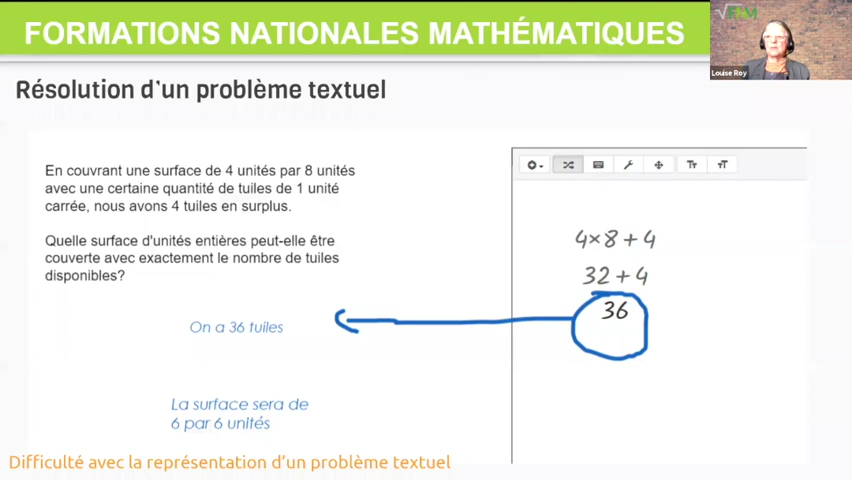 FORMATIONS NATIONALES MATHÉMATIQUES
Louise Roy
Résolution d'un problème textuel
En couvrant une surface de 4 unités par 8 unités
avec une certaine quantité de tuiles de 1 unité
carrée, nous avons 4 tuiles en surplus.
Quelle surface d'unités entières peut-elle être
couverte avec exactement le nombre de tuiles
disponibles?
On a 36 tuiles
La surface sera de
6 par 6 unités
Tт
тT
4×8+4
32+4
36
Difficulté avec la représentation d'un problème textuel